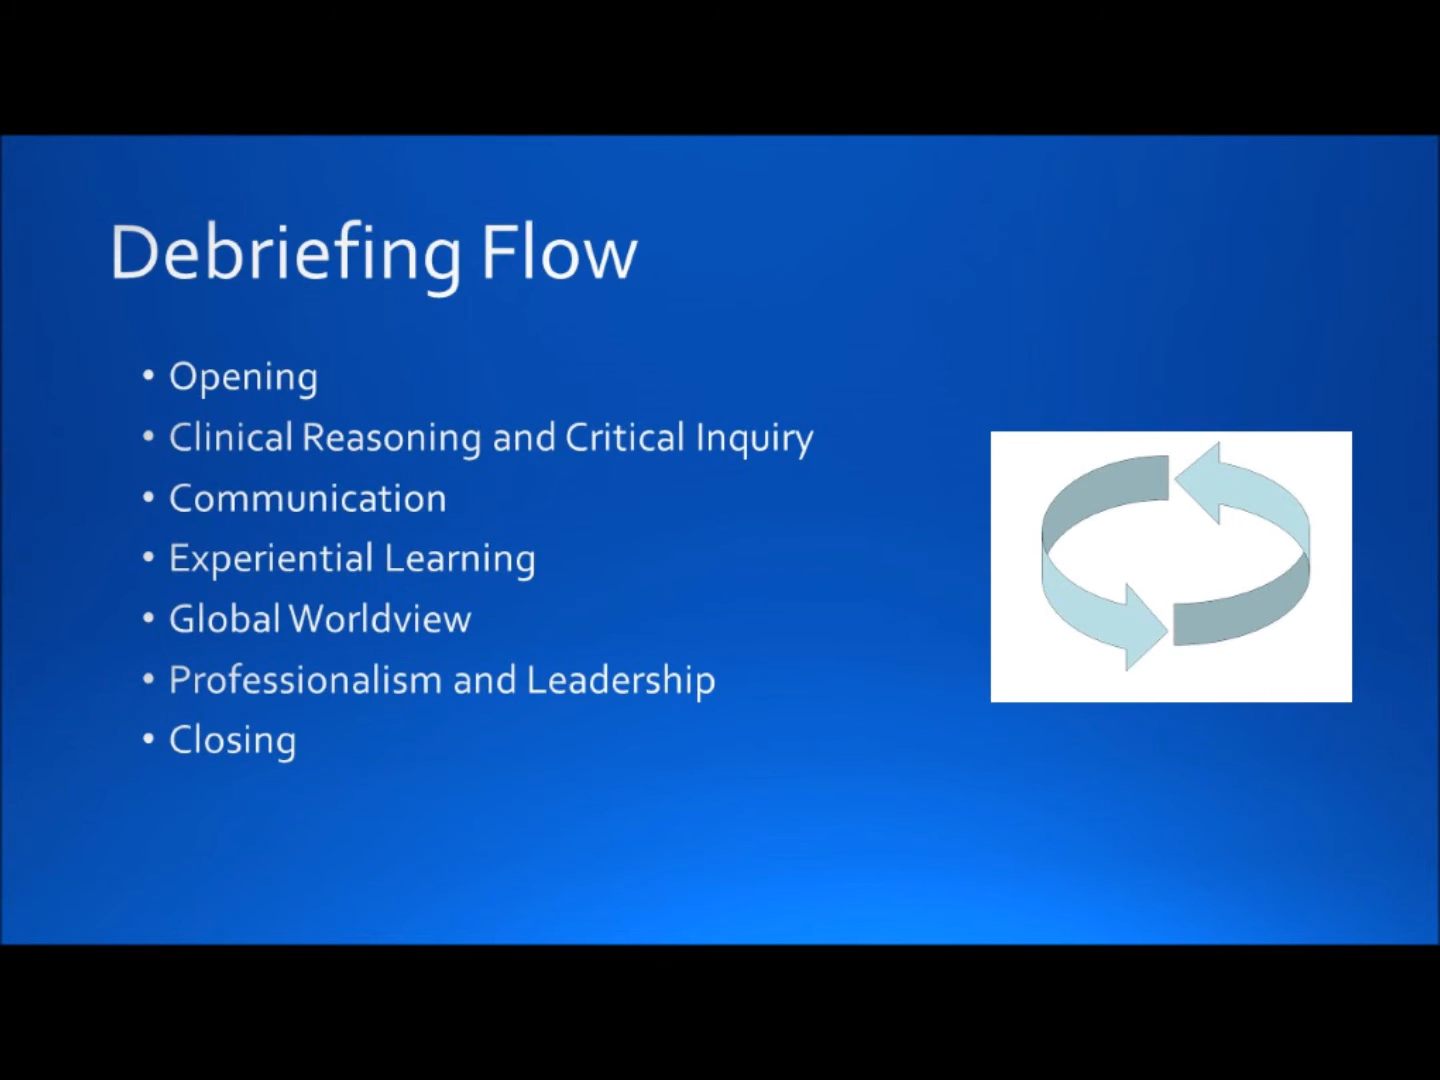 Debriefing Flow
• Opening
• Clinical Reasoning and Critical Inquiry
• Communication
• Experiential Learning
• Global Worldview
• Professionalism and Leadership
• Closing